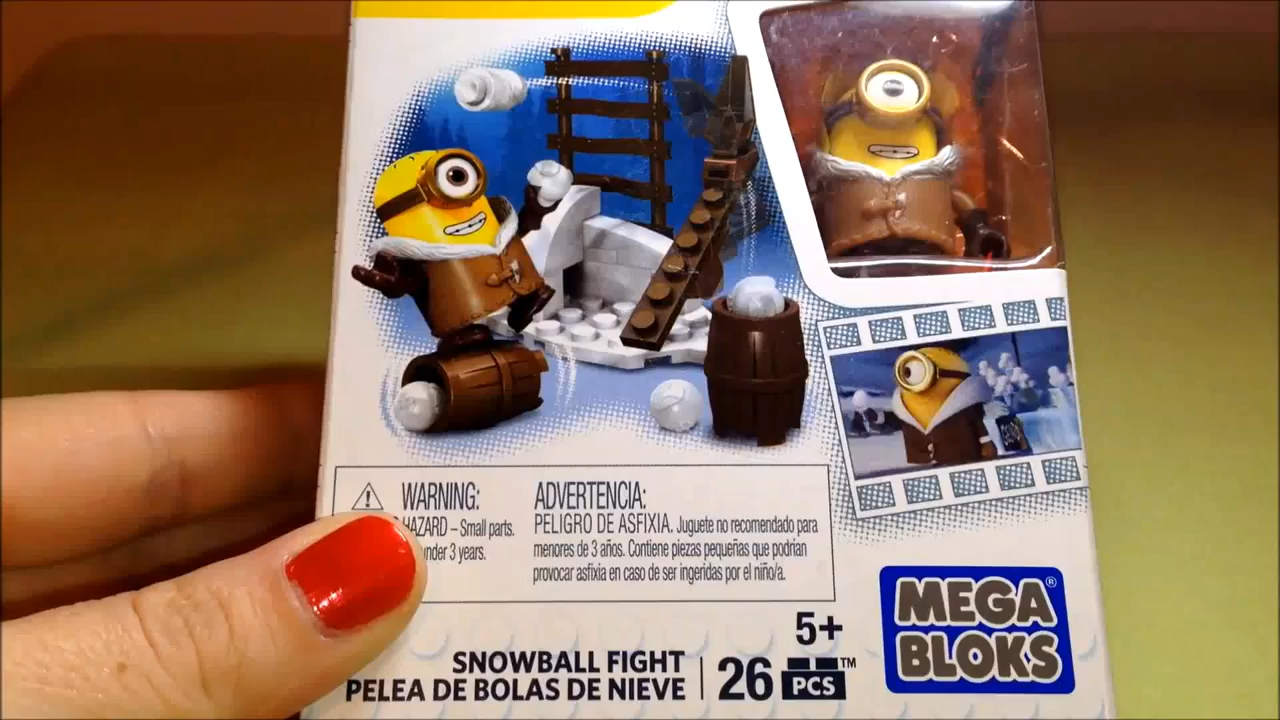 WARNING:
HAZARD – Small parts.
under 3 years.
ADVERTENCIA:
PELIGRO DE ASFIXIA. Juguete no recomendado para
menores de 3 años. Contiene piezas pequeñas que podrían
provocar asfixia en caso de ser ingeridas por el niño/a.
5+
SNOWBALL FIGHT
PELEA DE BOLAS DE NIEVE
26 PCS™
MEGA
BLOKS®